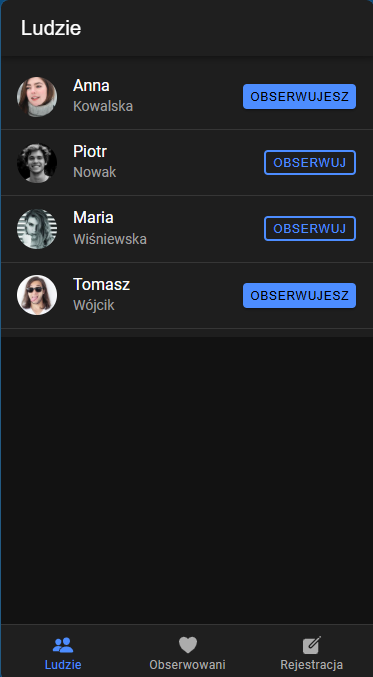 Ludzie
Anna
Kowalska
OBSERWUJESZ
Piotr
Nowak
OBSERWUJ
Maria
Wiśniewska
OBSERWUJ
Tomasz
Wójcik
OBSERWUJESZ
Ludzie
Obserwowani
Rejestracja